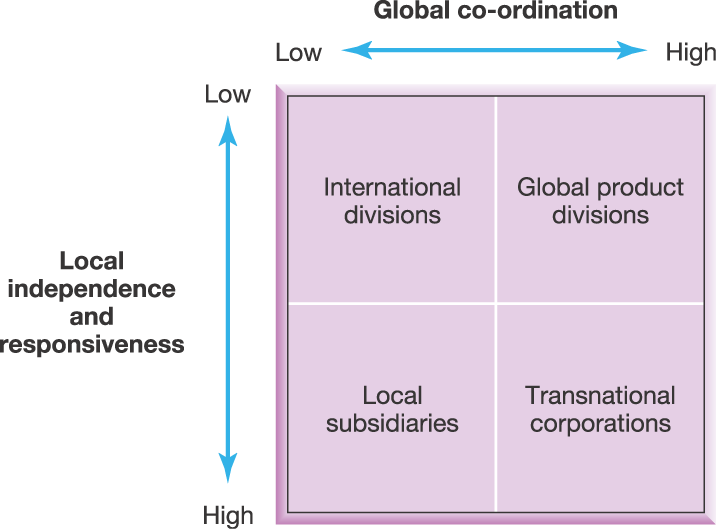 Global co-ordination
Low
High
Low
International
divisions
Global product
divisions
Local
independence
and
responsiveness
Local
subsidiaries
Transnational
corporations
High